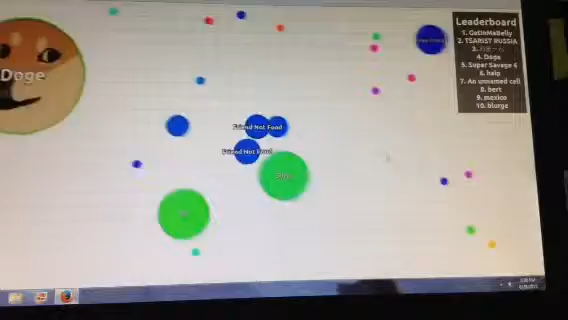 Leaderboard
1. GetInMaBelly
2. TSARIST RUSSIA
4. Doge
5. Super Savage 6
6. help
7. An unnamed cell
8. bert
9. mexico
10. blurge
Doge
Friend Not Food
Friend Not Food